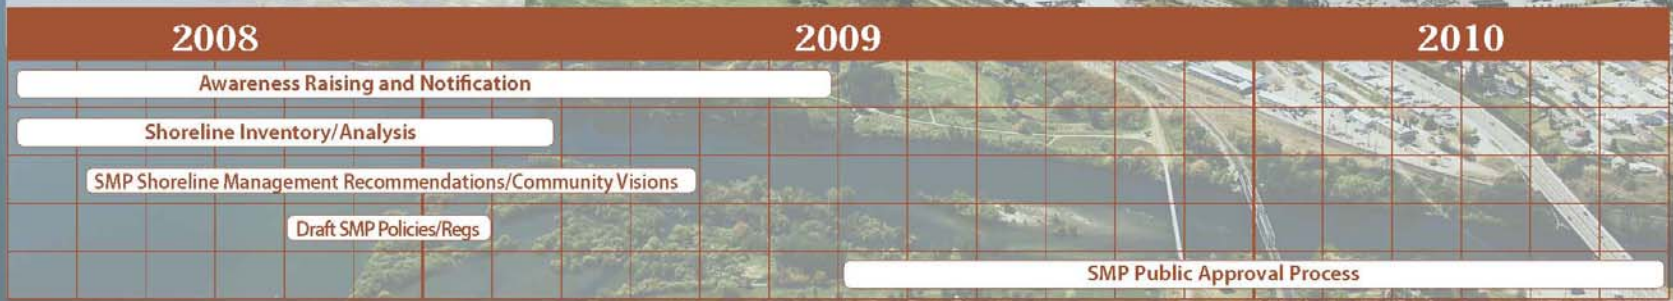 2008 2009 2010
Awareness Raising and Notification
Shoreline Inventory/Analysis
SMP Shoreline Management Recommendations/Community Visions
Draft SMP Policies/Regs
SMP Public Approval Process